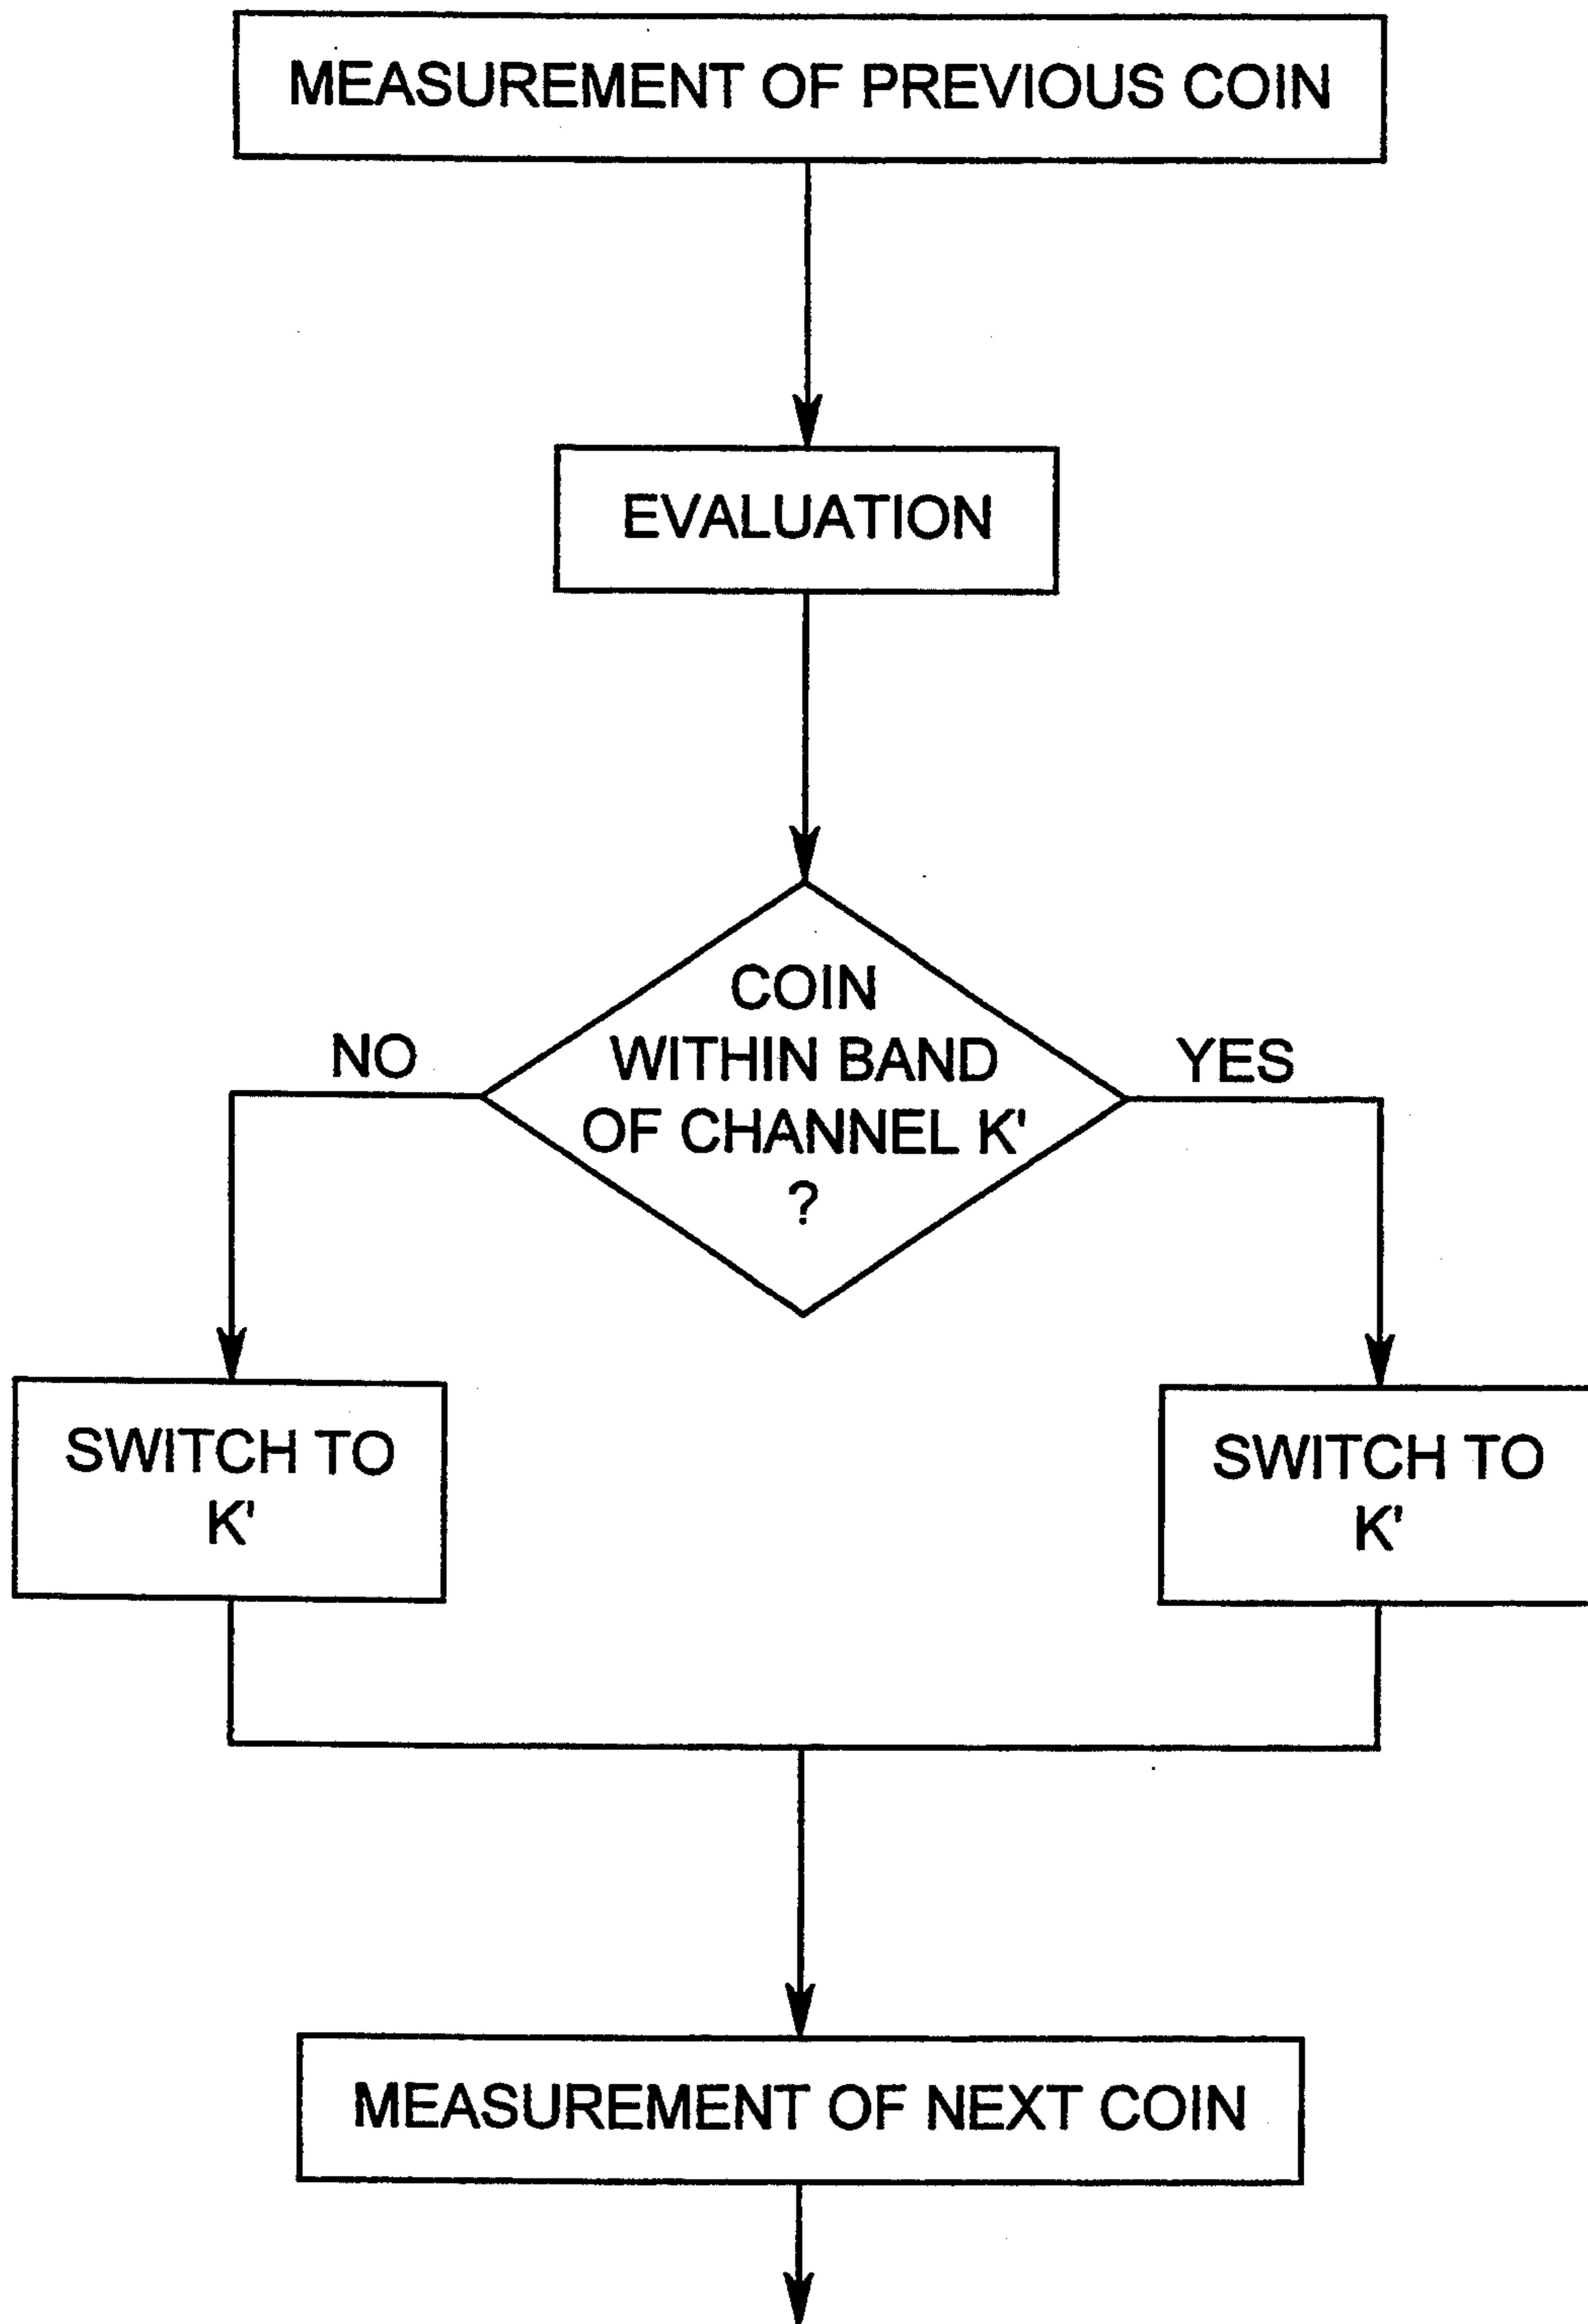 MEASUREMENT OF PREVIOUS COIN
EVALUATION
COIN
WITHIN BAND
OF CHANNEL K'
?
NO
YES
SWITCH TO
K'
SWITCH TO
K'
MEASUREMENT OF NEXT COIN